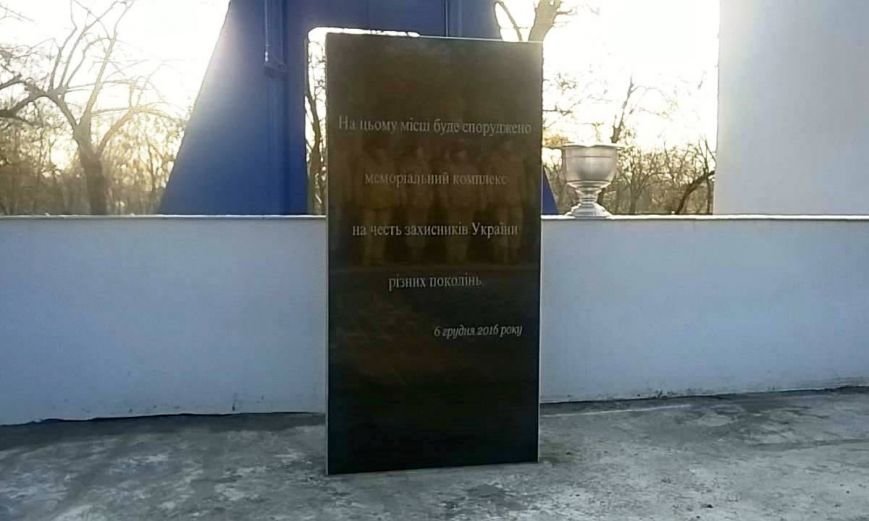 На цьому місці буде споруджено
меморіальний комплекс
на честь захисників України
різних поколінь.
6 грудня 2016 року